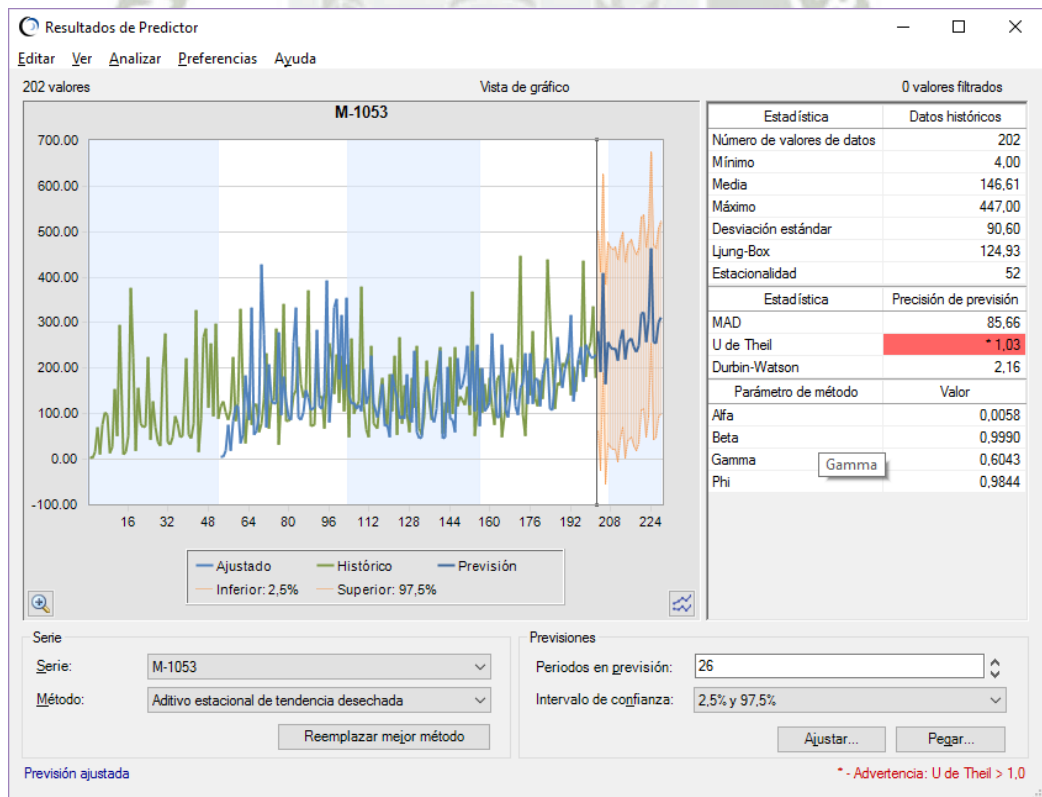 Resultados de Predictor
Editar Ver Analizar Preferencias Ayuda
202 valores Vista de gráfico 0 valores filtrados
M-1053
700.00
600.00
500.00
400.00
300.00
200.00
100.00
0.00
-100.00
16 32 48 64 80 96 112 128 144 160 176 192 208 224
Ajustado Histórico Previsión
Inferior: 2,5% Superior: 97,5%
Estadística Datos históricos
Número de valores de datos 202
Mínimo 4,00
Media 146,61
Máximo 447,00
Desviación estándar 90,60
Ljung-Box 124,93
Estacionalidad 52
Estadística Precisión de previsión
MAD 85,66
U de Theil * 1,03
Durbin-Watson 2,16
Parámetro de método Valor
Alfa 0,0058
Beta 0,9990
Gamma 0,6043
Gamma
Phi 0,9844
Serie
Serie: M-1053
Método: Aditivo estacional de tendencia desechada
Reemplazar mejor método
Previsiones
Periodos en previsión: 26
Intervalo de confianza: 2,5% y 97,5%
Ajustar... Pegar...
Previsión ajustada * - Advertencia: U de Theil > 1,0